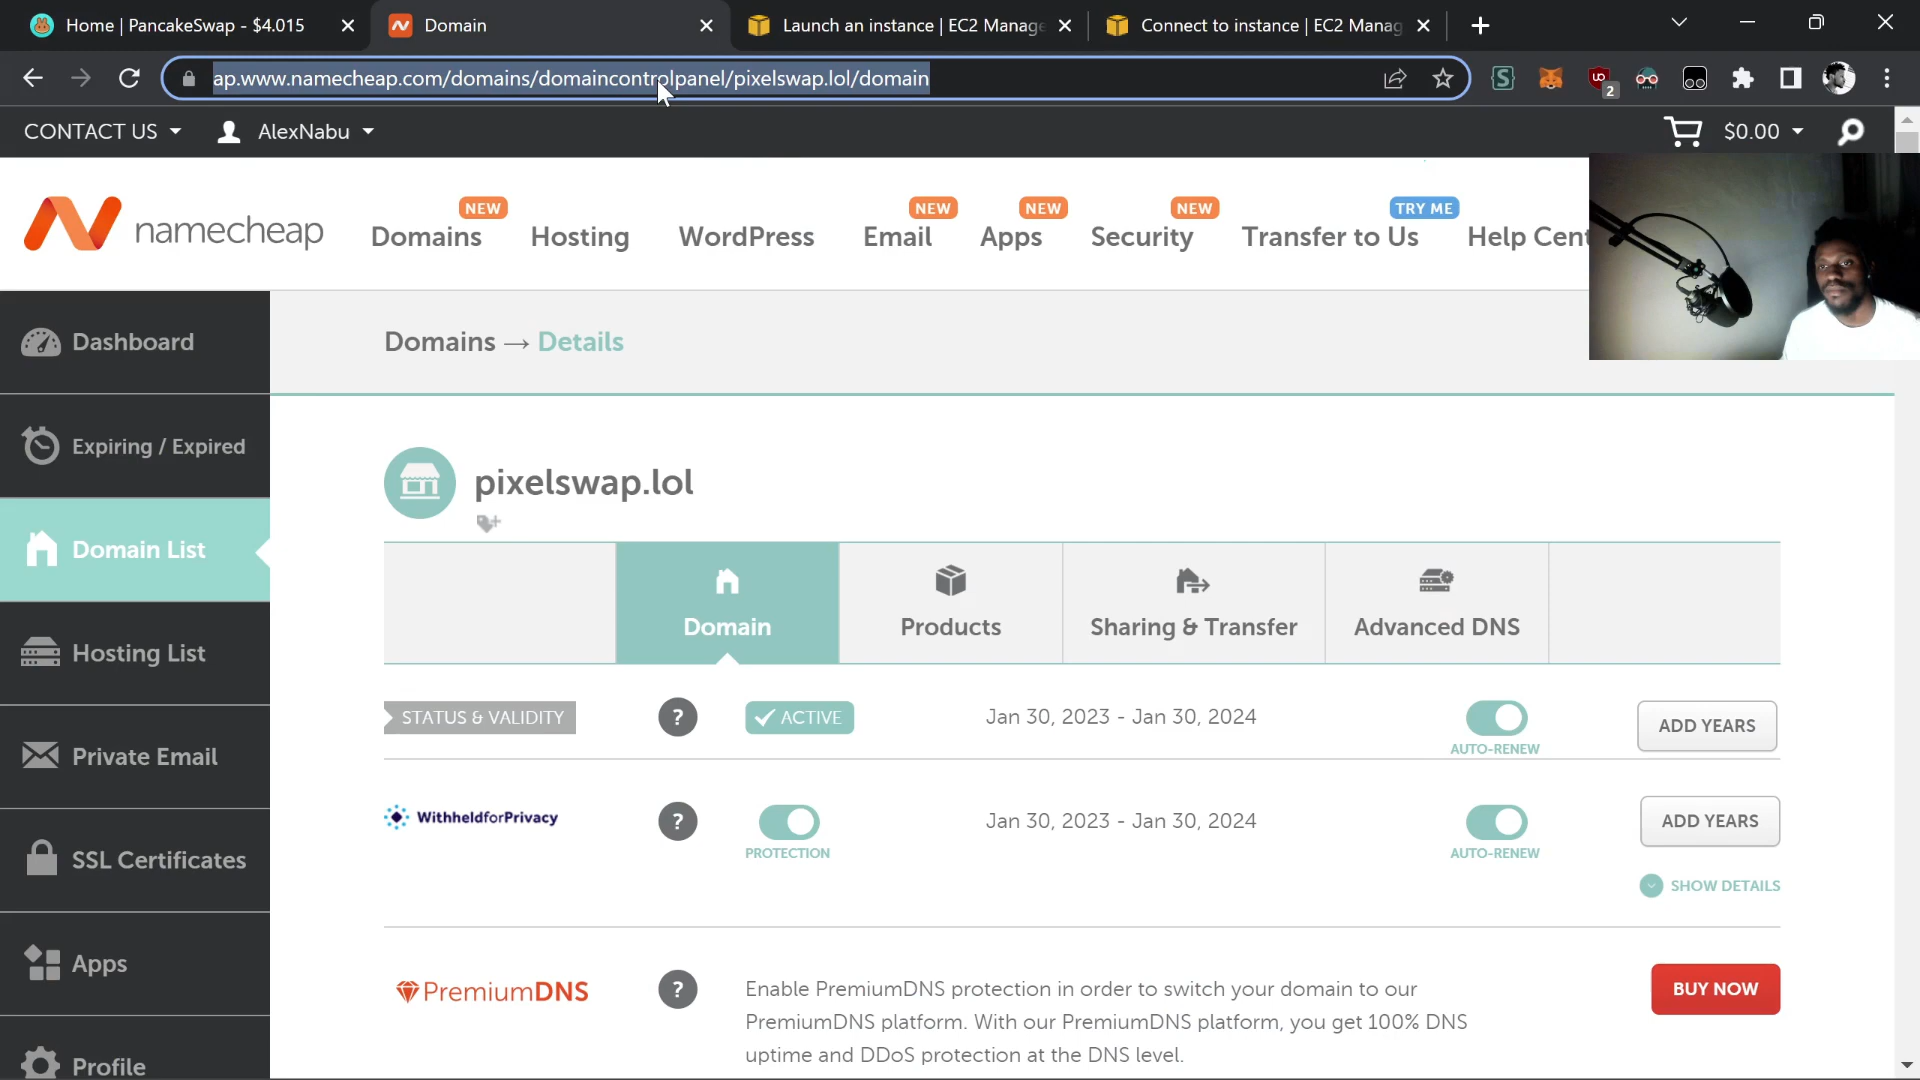 Home | PancakeSwap - $4.015
Domain
Launch an instance | EC2 Manage
Connect to instance | EC2 Manag
ap.www.namecheap.com/domains/domaincontrolpanel/pixelswap.lol/domain
2
CONTACT US
AlexNabu
$0.00
namecheap
NEW
Domains
Hosting
WordPress
NEW
Email
NEW
Apps
NEW
Security
TRY ME
Transfer to Us
Help Cent
Dashboard
Expiring / Expired
Domain List
Hosting List
Private Email
SSL Certificates
Apps
Profile
Domains → Details
pixelswap.lol
Domain
Products
Sharing & Transfer
Advanced DNS
STATUS & VALIDITY
?
ACTIVE
Jan 30, 2023 - Jan 30, 2024
AUTO-RENEW
ADD YEARS
WithheldforPrivacy
?
PROTECTION
Jan 30, 2023 - Jan 30, 2024
AUTO-RENEW
ADD YEARS
SHOW DETAILS
PremiumDNS
?
Enable PremiumDNS protection in order to switch your domain to our
PremiumDNS platform. With our PremiumDNS platform, you get 100% DNS
uptime and DDoS protection at the DNS level.
BUY NOW